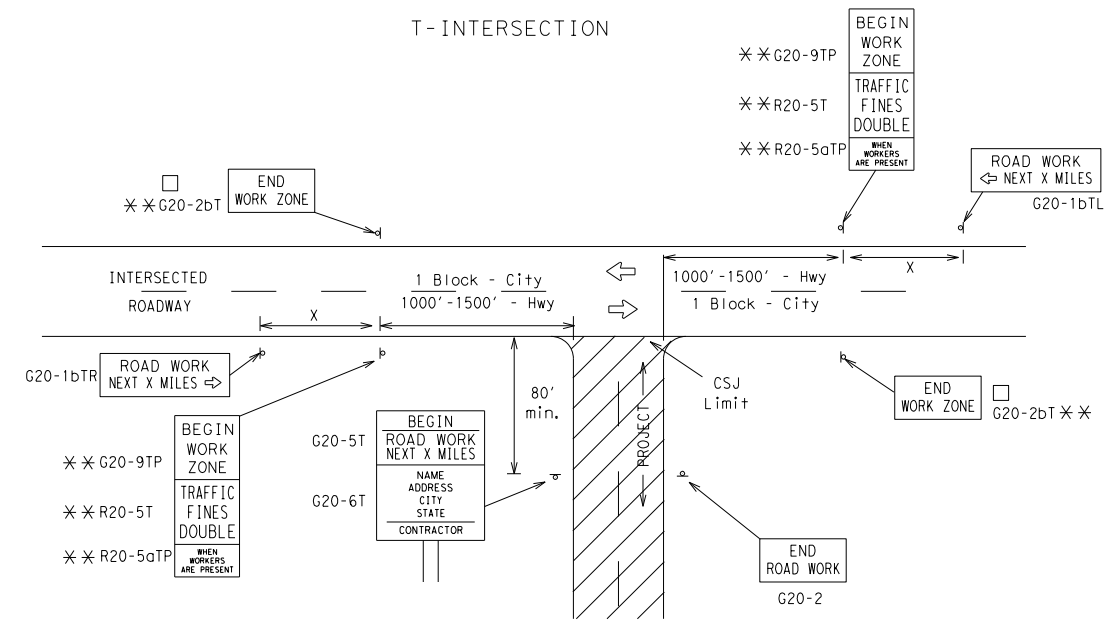 T-INTERSECTION
BEGIN
WORK
ZONE
TRAFFIC
FINES
DOUBLE
WHEN
WORKERS
ARE PRESENT
**G20-9TP
**R20-5T
**R20-5aTP
ROAD WORK
⇦ NEXT X MILES
G20-1bTL
END
WORK ZONE
□
**G20-2bT
X
INTERSECTED
ROADWAY
1 Block - City
1000'-1500' - Hwy
1000'-1500' - Hwy
1 Block - City
X
G20-1bTR
ROAD WORK
NEXT X MILES ⇨
80'
min.
CSJ
Limit
PROJECT
END
WORK ZONE
□
G20-2bT **
BEGIN
WORK
ZONE
TRAFFIC
FINES
DOUBLE
WHEN
WORKERS
ARE PRESENT
**G20-9TP
**R20-5T
**R20-5aTP
G20-5T
BEGIN
ROAD WORK
NEXT X MILES
G20-6T
NAME
ADDRESS
CITY
STATE
CONTRACTOR
END
ROAD WORK
G20-2